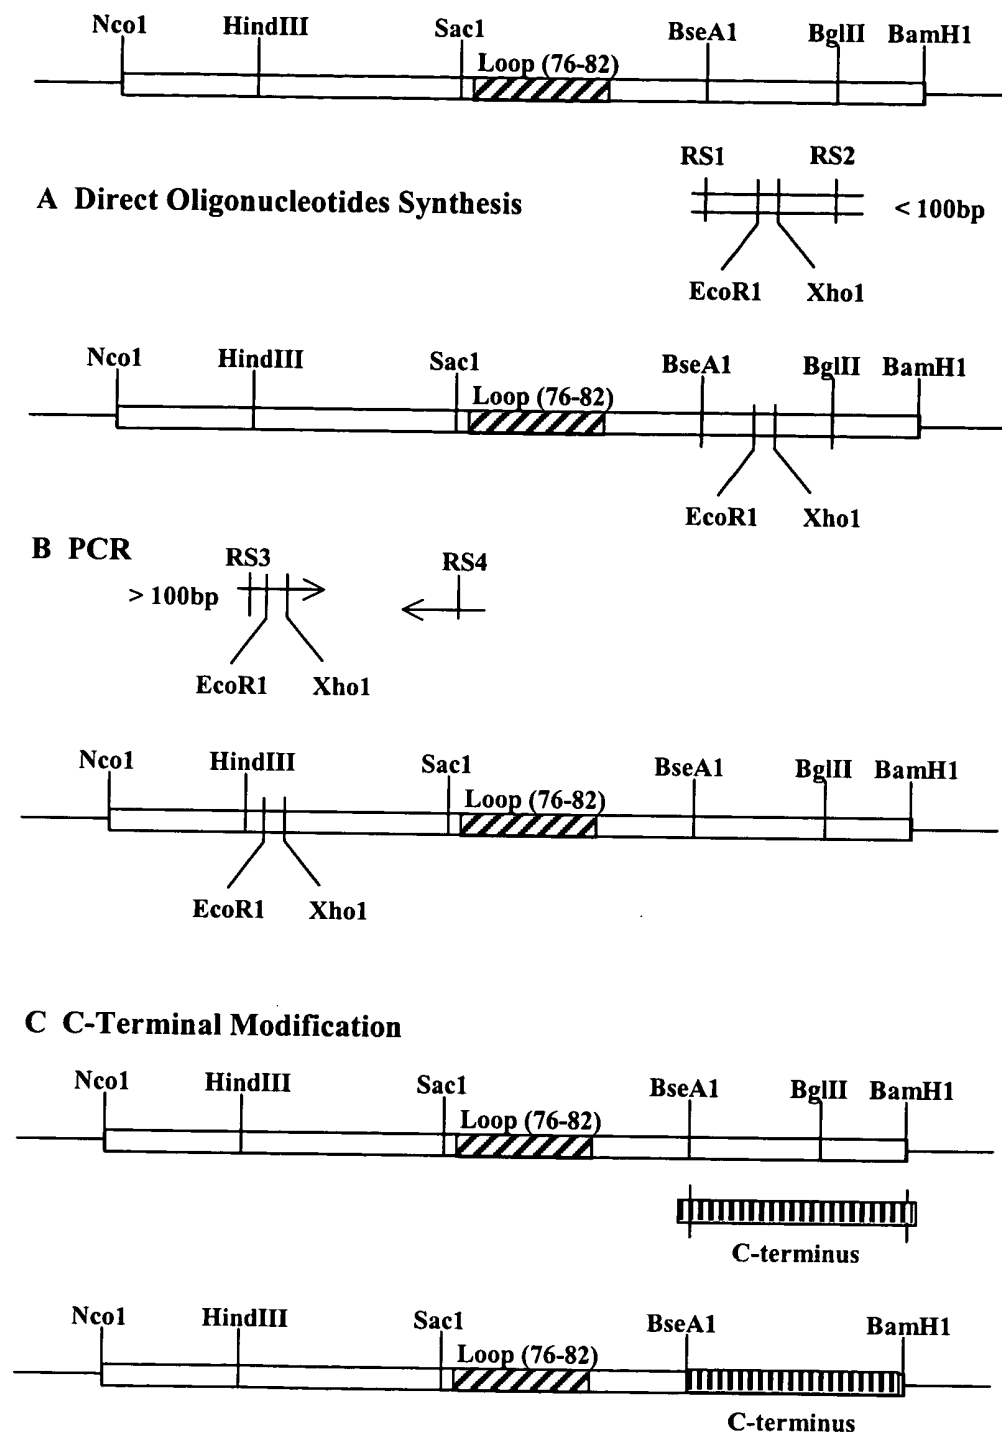 Nco1 HindIII Sac1 BseA1 BglII BamH1
Loop (76-82)
RS1 RS2
A Direct Oligonucleotides Synthesis < 100bp
EcoR1 Xho1
Nco1 HindIII Sac1 BseA1 BglII BamH1
Loop (76-82)
EcoR1 Xho1
B PCR
RS3 RS4
> 100bp
EcoR1 Xho1
Nco1 HindIII Sac1 BseA1 BglII BamH1
Loop (76-82)
EcoR1 Xho1
C C-Terminal Modification
Nco1 HindIII Sac1 BseA1 BglII BamH1
Loop (76-82)
C-terminus
Nco1 HindIII Sac1 BseA1 BamH1
Loop (76-82)
C-terminus